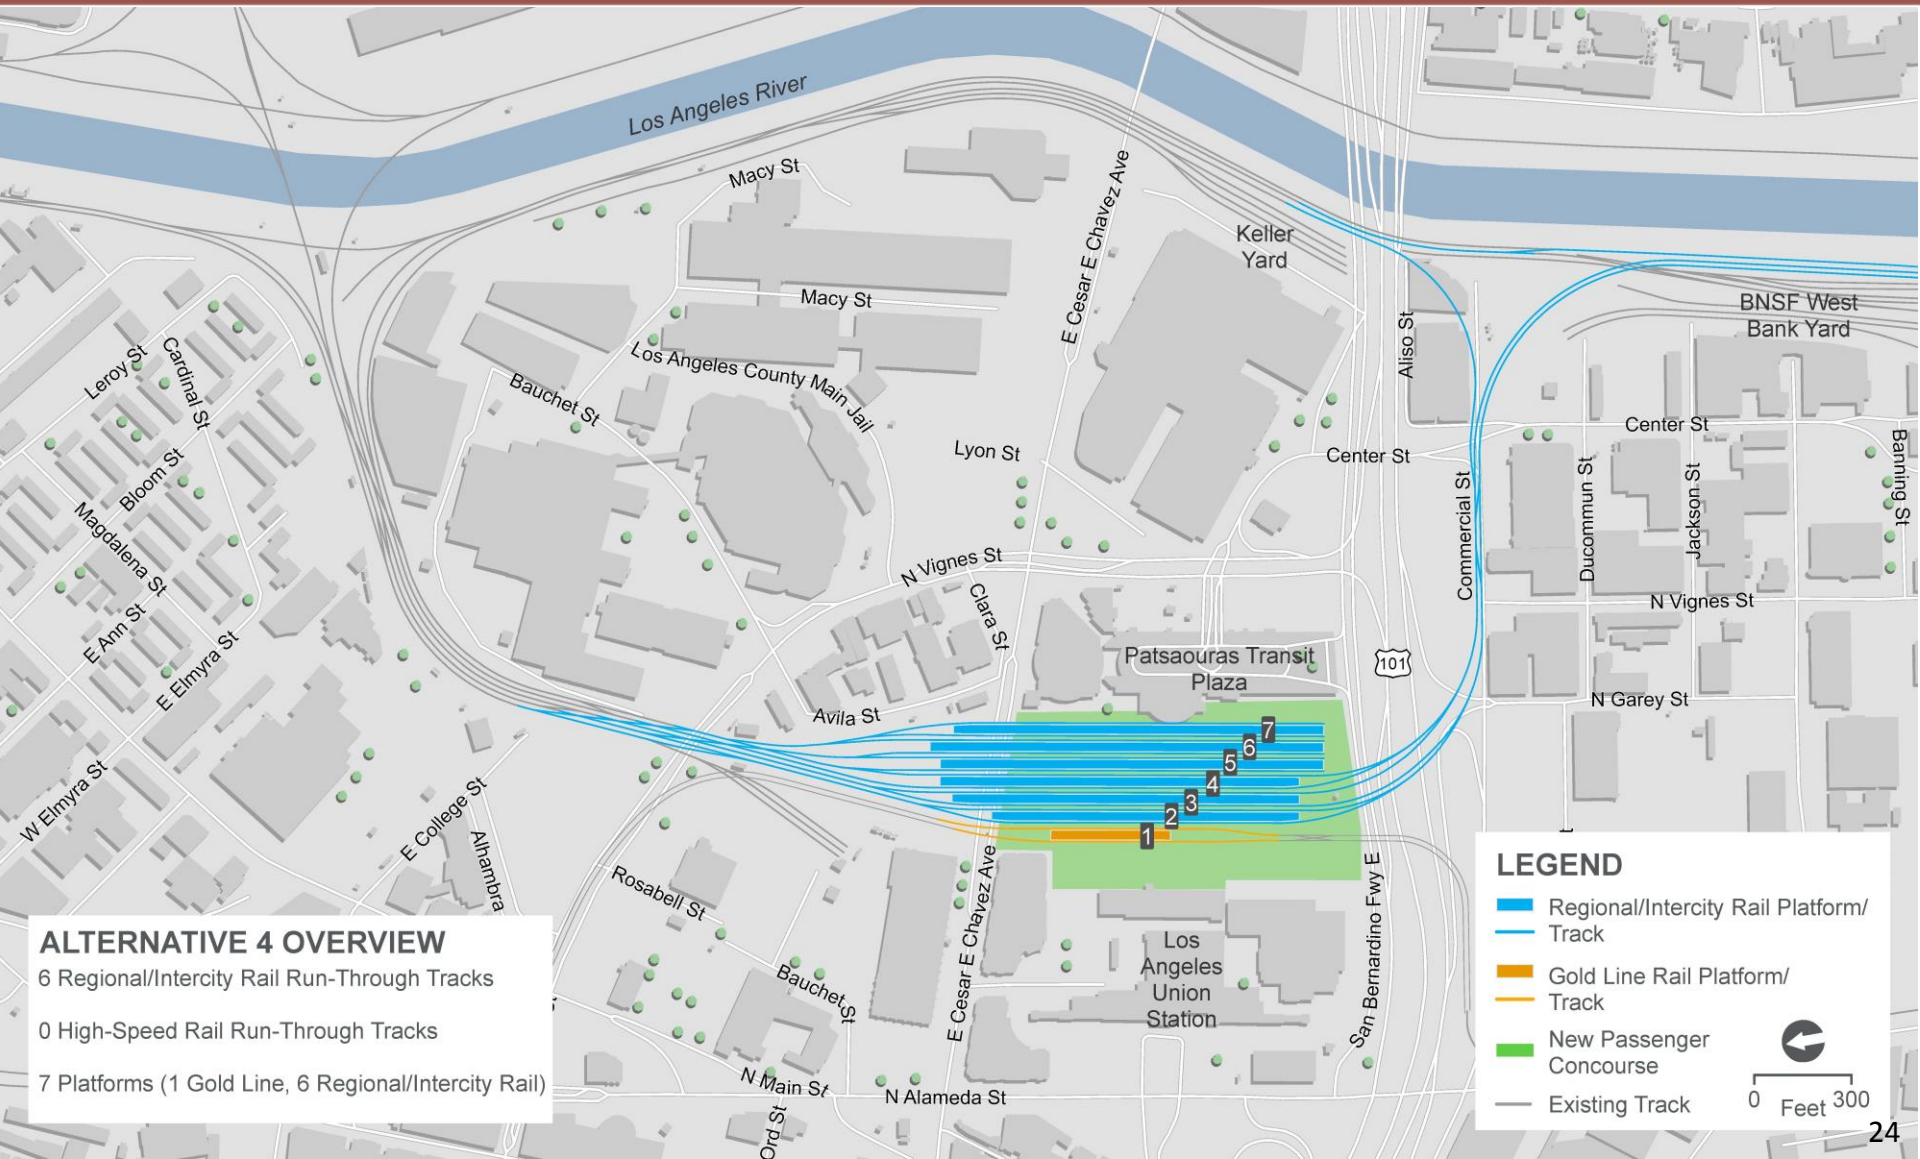 Los Angeles River
Macy St
E Cesar E Chavez Ave
Keller
Yard
Macy St
Aliso St
BNSF West
Bank Yard
Leroy St
Cardinal St
Los Angeles County Main Jail
Bauchet St
Lyon St
Center St
Center St
Banning St
Bloom St
Magdalena St
Commercial St
Ducommun St
Jackson St
N Vignes St
Clara St
N Vignes St
E Ann St
E Elmyra St
Patsaouras Transit
Plaza
101
N Garey St
Avila St
7
6
5
4
3
2
1
W Elmyra St
E College St
Alhambra
Rosabell St
E Cesar E Chavez Ave
San Bernardino Fwy E
Bauchet St
Los
Angeles
Union
Station
N Main St
N Alameda St
Ord St
ALTERNATIVE 4 OVERVIEW
6 Regional/Intercity Rail Run-Through Tracks
0 High-Speed Rail Run-Through Tracks
7 Platforms (1 Gold Line, 6 Regional/Intercity Rail)
LEGEND
Regional/Intercity Rail Platform/
Track
Gold Line Rail Platform/
Track
New Passenger
Concourse
Existing Track
0 Feet 300
24